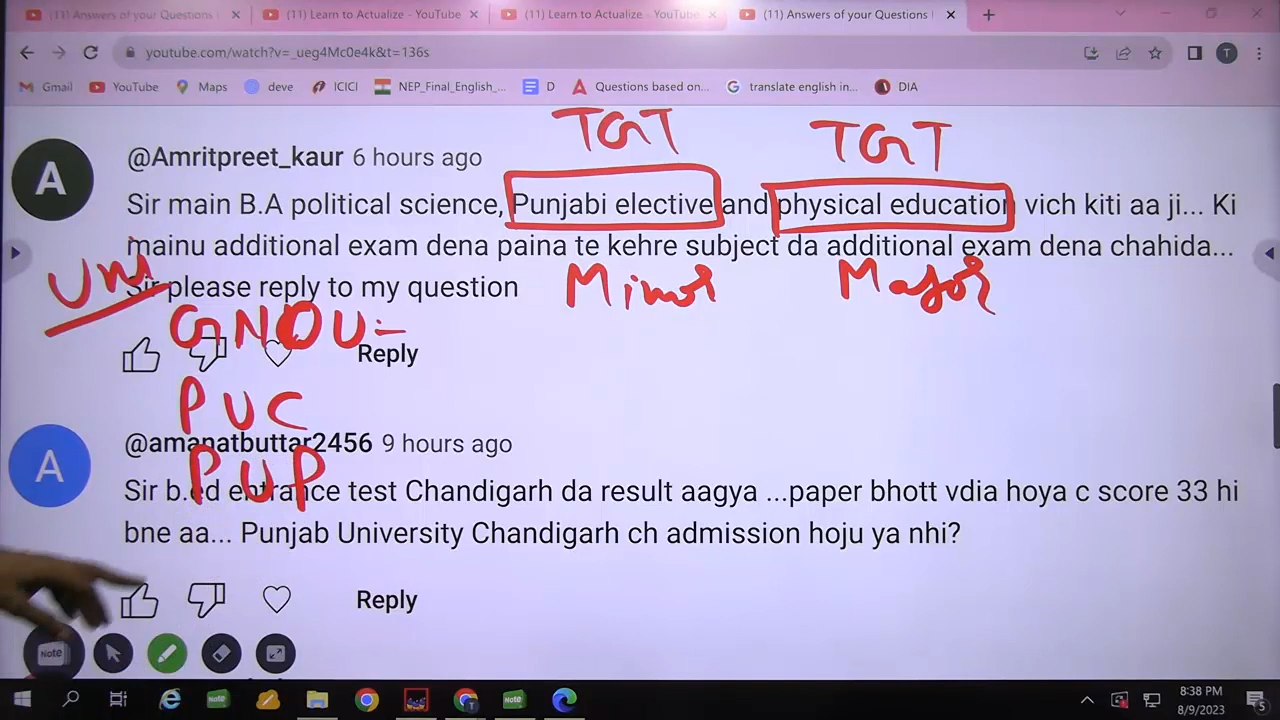 (11) Answers of your Questions (11) Learn to Actualize - YouTube (11) Learn to Actualize - YouTube (11) Answers of your Questions
youtube.com/watch?v=_ueg4Mc0e4k&t=136s T
Gmail YouTube Maps deve ICICI NEP_Final_English_... D Questions based on... translate english in... DIA
TGT TGT
A @Amritpreet_kaur 6 hours ago
Sir main B.A political science, Punjabi elective and physical education vich kiti aa ji... Ki
mainu additional exam dena paina te kehre subject da additional exam dena chahida...
Sir please reply to my question
Uni Minor Major
GNDU:-
Reply
PUC
A @amanatbuttar2456 9 hours ago
PUP
Sir b.ed entrance test Chandigarh da result aagya ...paper bhott vdia hoya c score 33 hi
bne aa... Punjab University Chandigarh ch admission hoju ya nhi?
Reply
Note
Note Note 8:38 PM
8/9/2023 5